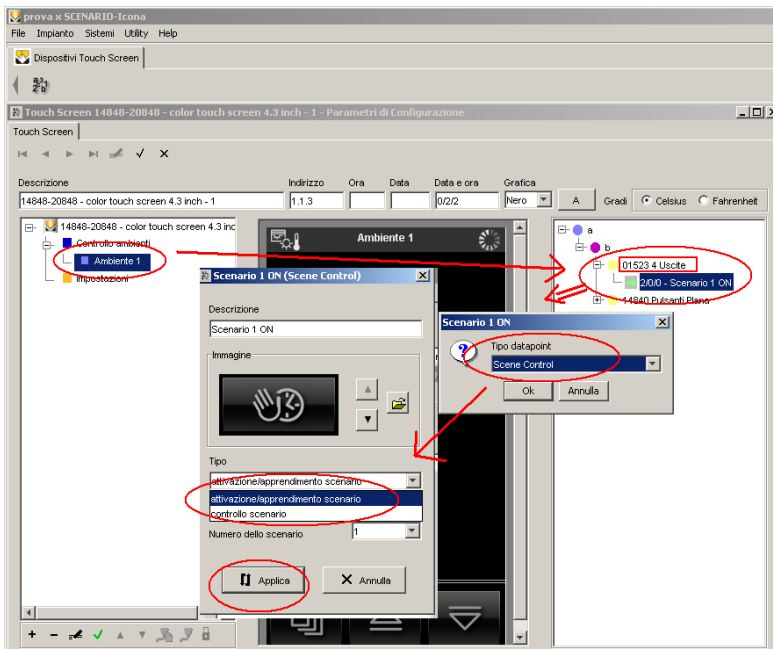 prova x SCENARIO-Icona
File Impianto Sistemi Utility Help
Dispositivi Touch Screen
Touch Screen 14848-20848 - color touch screen 4.3 inch - 1 - Parametri di Configurazione
Touch Screen
Descrizione Indirizzo Ora Data Data e ora Grafica
14848-20848 - color touch screen 4.3 inch - 1 1.1.3 0/2/2 Nero A Gradi Celsius Fahrenheit
14848-20848 - color touch screen 4.3 inc
Controllo ambienti
Ambiente 1
Impostazioni
Ambiente 1
a
b
01523 4 Uscite
2/0/0 - Scenario 1 ON
14840 Pulsanti Plana
Scenario 1 ON (Scene Control)
Descrizione
Scenario 1 ON
Immagine
Tipo
attivazione/apprendimento scenario
attivazione/apprendimento scenario
controllo scenario
Numero dello scenario 1
Applica Annulla
Scenario 1 ON
Tipo datapoint
Scene Control
Ok Annulla